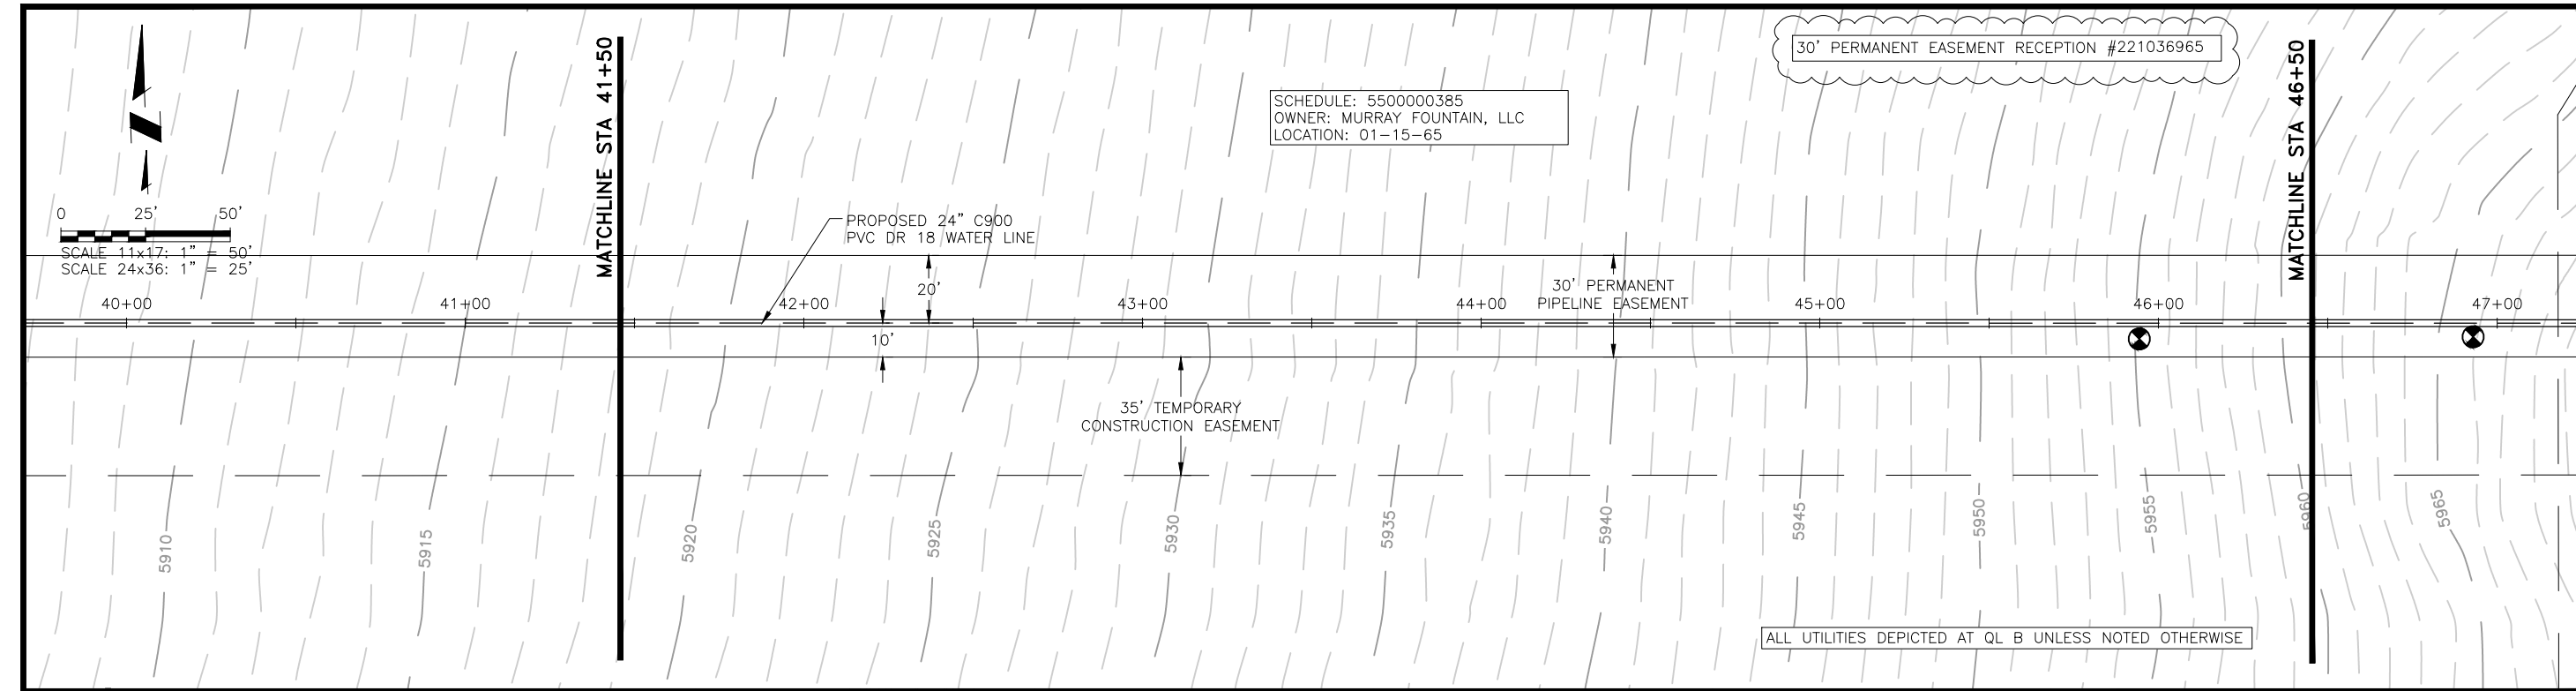 MATCHLINE STA 41+50
30' PERMANENT EASEMENT RECEPTION #221036965
MATCHLINE STA 46+50
SCHEDULE: 5500000385
OWNER: MURRAY FOUNTAIN, LLC
LOCATION: 01-15-65
0 25' 50'
SCALE 11x17: 1" = 50'
SCALE 24x36: 1" = 25'
PROPOSED 24" C900
PVC DR 18 WATER LINE
20'
30' PERMANENT
PIPELINE EASEMENT
40+00 41+00 42+00 43+00 44+00 45+00 46+00 47+00
10'
35' TEMPORARY
CONSTRUCTION EASEMENT
5910 5915 5920 5925 5930 5935 5940 5945 5950 5955 5960 5965
ALL UTILITIES DEPICTED AT QL B UNLESS NOTED OTHERWISE